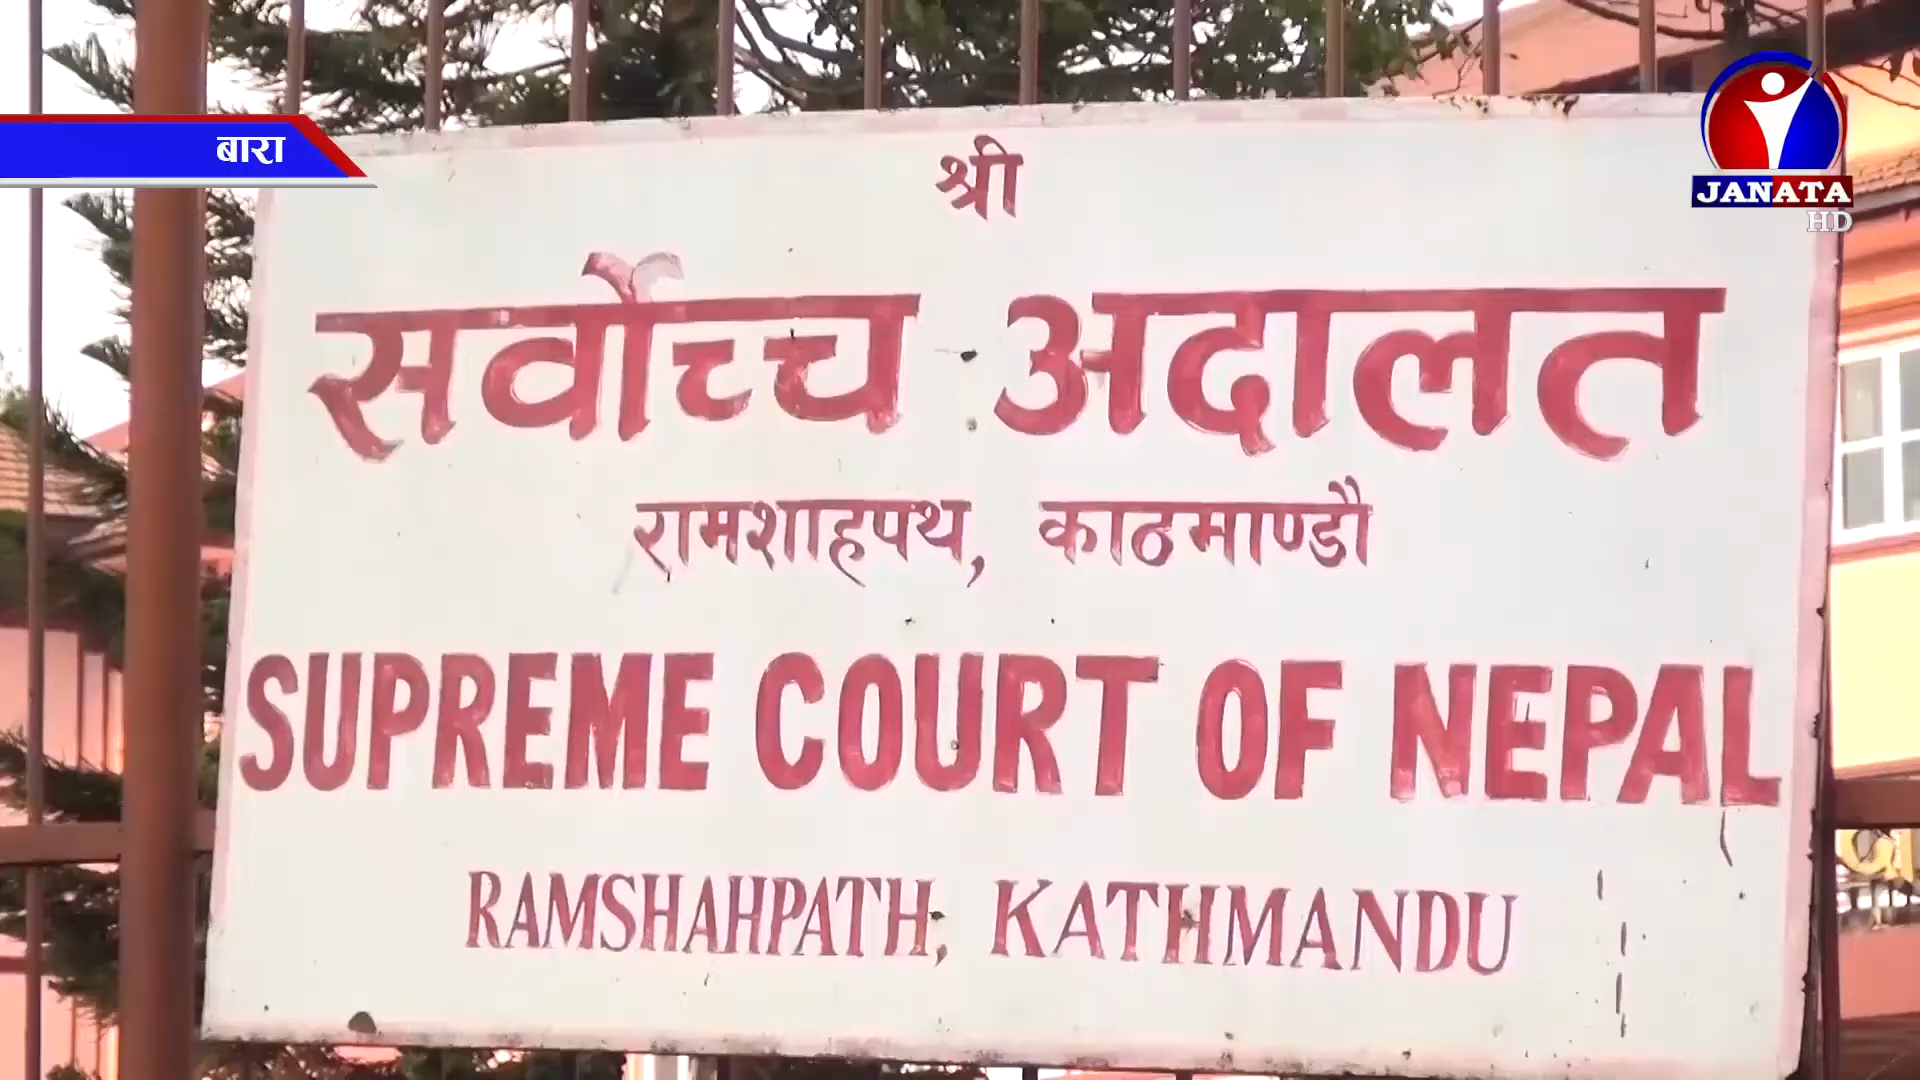 बारा
JANATA
HD
श्री
सर्वोच्च अदालत
रामशाहपथ, काठमाण्डौ
SUPREME COURT OF NEPAL
RAMSHAHPATH, KATHMANDU